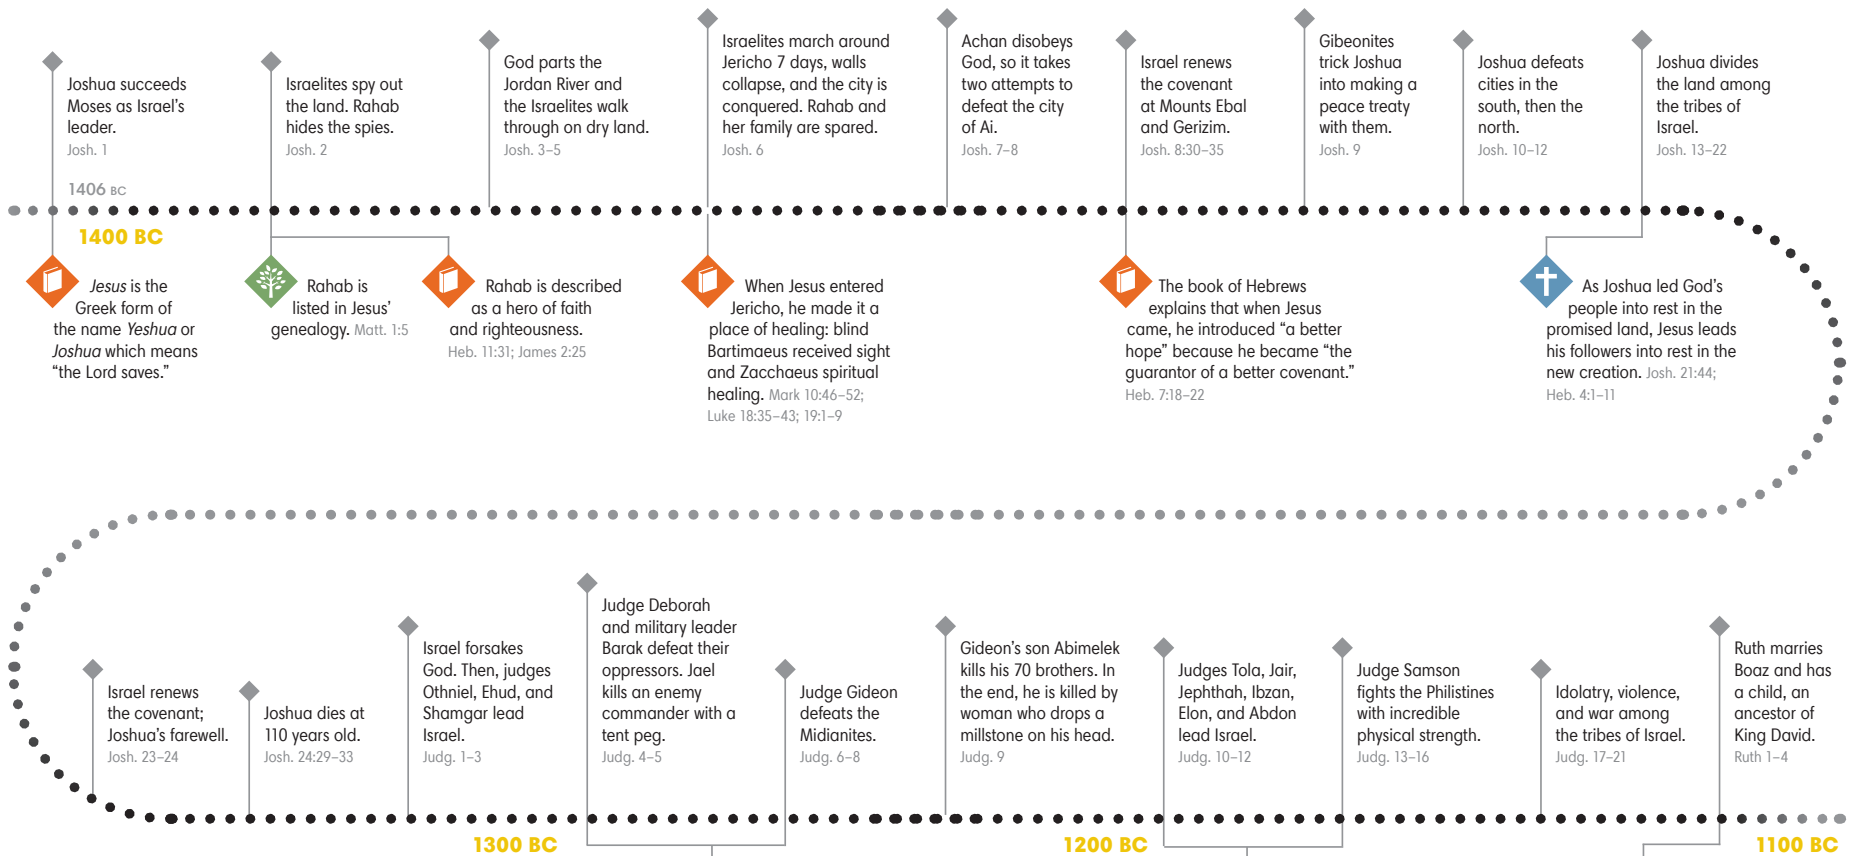 Joshua succeeds
Moses as Israel's
leader.
Josh. 1
Israelites spy out
the land. Rahab
hides the spies.
Josh. 2
God parts the
Jordan River and
the Israelites walk
through on dry land.
Josh. 3–5
Israelites march around
Jericho 7 days, walls
collapse, and the city is
conquered. Rahab and
her family are spared.
Josh. 6
Achan disobeys
God, so it takes
two attempts to
defeat the city
of Ai.
Josh. 7–8
Israel renews
the covenant
at Mounts Ebal
and Gerizim.
Josh. 8:30–35
Gibeonites
trick Joshua
into making a
peace treaty
with them.
Josh. 9
Joshua defeats
cities in the
south, then the
north.
Josh. 10–12
Joshua divides
the land among
the tribes of
Israel.
Josh. 13–22
1406 BC
1400 BC
Jesus is the
Greek form of
the name Yeshua or
Joshua which means
“the Lord saves.”
Rahab is
listed in Jesus'
genealogy. Matt. 1:5
Rahab is described
as a hero of faith
and righteousness.
Heb. 11:31; James 2:25
When Jesus entered
Jericho, he made it a
place of healing: blind
Bartimaeus received sight
and Zacchaeus spiritual
healing. Mark 10:46–52;
Luke 18:35–43; 19:1–9
The book of Hebrews
explains that when Jesus
came, he introduced “a better
hope” because he became “the
guarantor of a better covenant.”
Heb. 7:18–22
As Joshua led God's
people into rest in the
promised land, Jesus leads
his followers into rest in the
new creation. Josh. 21:44;
Heb. 4:1–11
Israel renews
the covenant;
Joshua's farewell.
Josh. 23–24
Joshua dies at
110 years old.
Josh. 24:29–33
Israel forsakes
God. Then, judges
Othniel, Ehud, and
Shamgar lead
Israel.
Judg. 1–3
Judge Deborah
and military leader
Barak defeat their
oppressors. Jael
kills an enemy
commander with a
tent peg.
Judg. 4–5
Judge Gideon
defeats the
Midianites.
Judg. 6–8
Gideon's son Abimelek
kills his 70 brothers. In
the end, he is killed by
woman who drops a
millstone on his head.
Judg. 9
Judges Tola, Jair,
Jephthah, Ibzan,
Elon, and Abdon
lead Israel.
Judg. 10–12
Judge Samson
fights the Philistines
with incredible
physical strength.
Judg. 13–16
Idolatry, violence,
and war among
the tribes of Israel.
Judg. 17–21
Ruth marries
Boaz and has
a child, an
ancestor of
King David.
Ruth 1–4
1300 BC
1200 BC
1100 BC